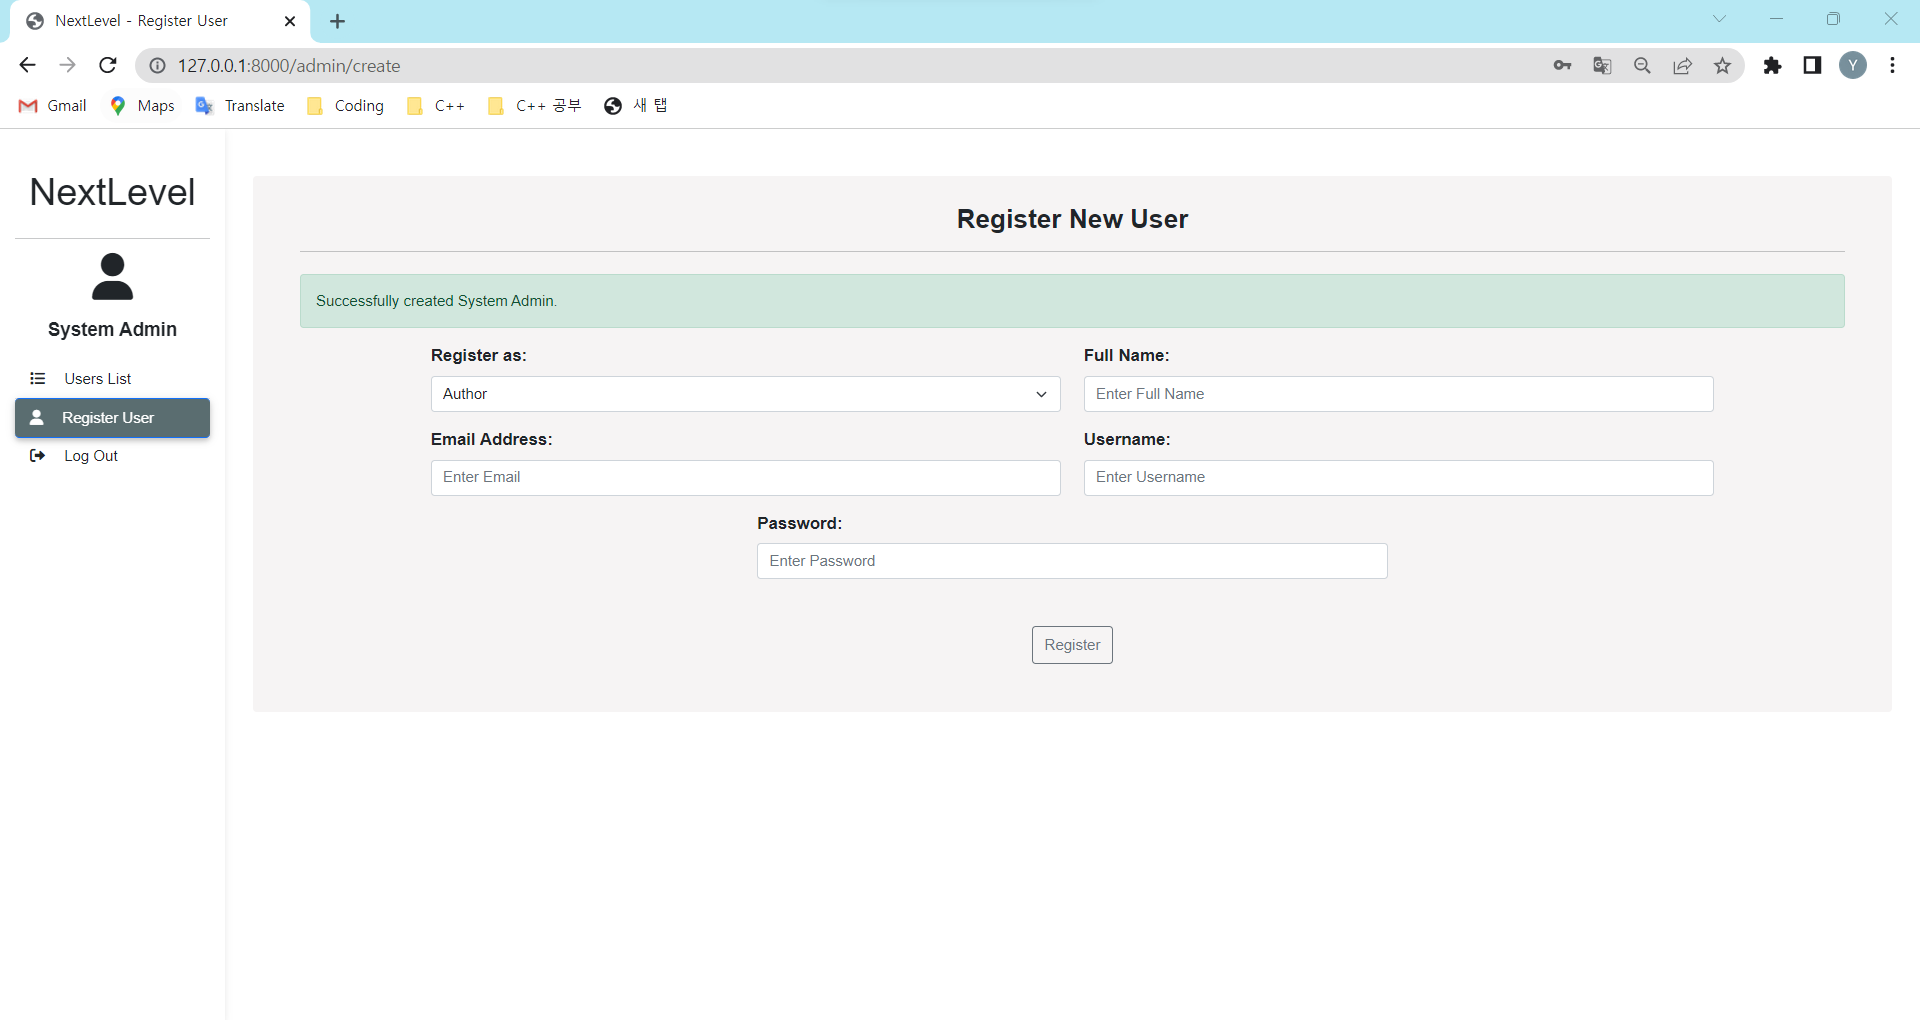 NextLevel - Register User
127.0.0.1:8000/admin/create
Y
Gmail
Maps
Translate
Coding
C++
C++ 공부
새 탭
NextLevel
System Admin
Users List
Register User
Log Out
Register New User
Successfully created System Admin.
Register as:
Full Name:
Author
Enter Full Name
Email Address:
Username:
Enter Email
Enter Username
Password:
Enter Password
Register